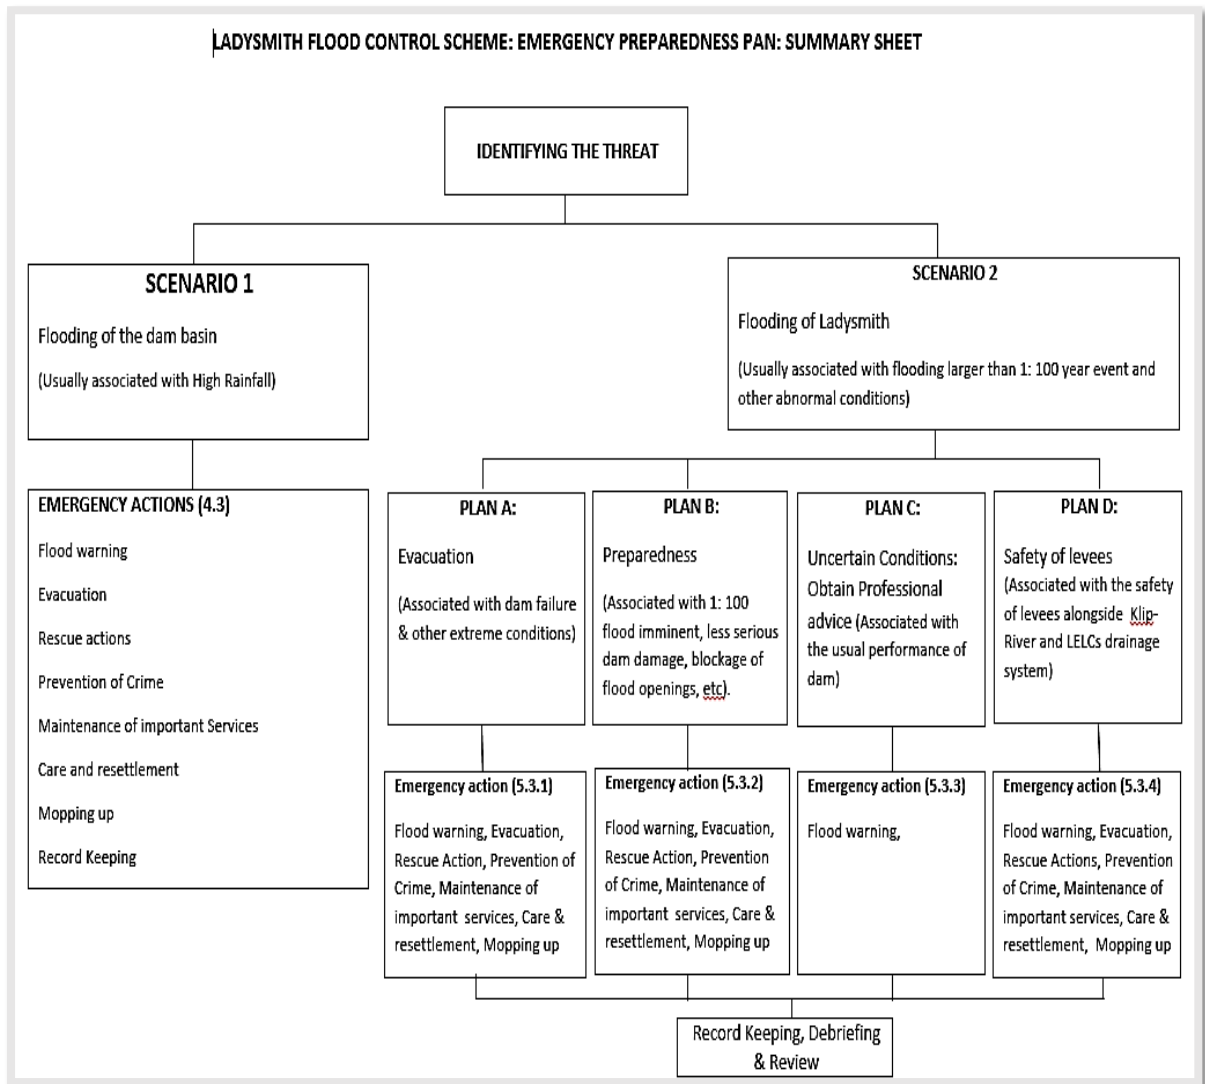 LADYSMITH FLOOD CONTROL SCHEME: EMERGENCY PREPAREDNESS PAN: SUMMARY SHEET
IDENTIFYING THE THREAT
SCENARIO 1
Flooding of the dam basin
(Usually associated with High Rainfall)
SCENARIO 2
Flooding of Ladysmith
(Usually associated with flooding larger than 1: 100 year event and
other abnormal conditions)
EMERGENCY ACTIONS (4.3)
Flood warning
Evacuation
Rescue actions
Prevention of Crime
Maintenance of important Services
Care and resettlement
Mopping up
Record Keeping
PLAN A:
Evacuation
(Associated with dam failure
& other extreme conditions)
PLAN B:
Preparedness
(Associated with 1: 100
flood imminent, less serious
dam damage, blockage of
flood openings, etc).
PLAN C:
Uncertain Conditions:
Obtain Professional
advice (Associated with
the usual performance of
dam)
PLAN D:
Safety of levees
(Associated with the safety
of levees alongside Klip-
River and LELCs drainage
system)
Emergency action (5.3.1)
Flood warning, Evacuation,
Rescue Action, Prevention of
Crime, Maintenance of
important services, Care &
resettlement, Mopping up
Emergency action (5.3.2)
Flood warning, Evacuation,
Rescue Action, Prevention
of Crime, Maintenance of
important services, Care &
resettlement, Mopping up
Emergency action (5.3.3)
Flood warning,
Emergency action (5.3.4)
Flood warning, Evacuation,
Rescue Actions, Prevention
of Crime, Maintenance of
important services, Care &
resettlement, Mopping up
Record Keeping, Debriefing
& Review